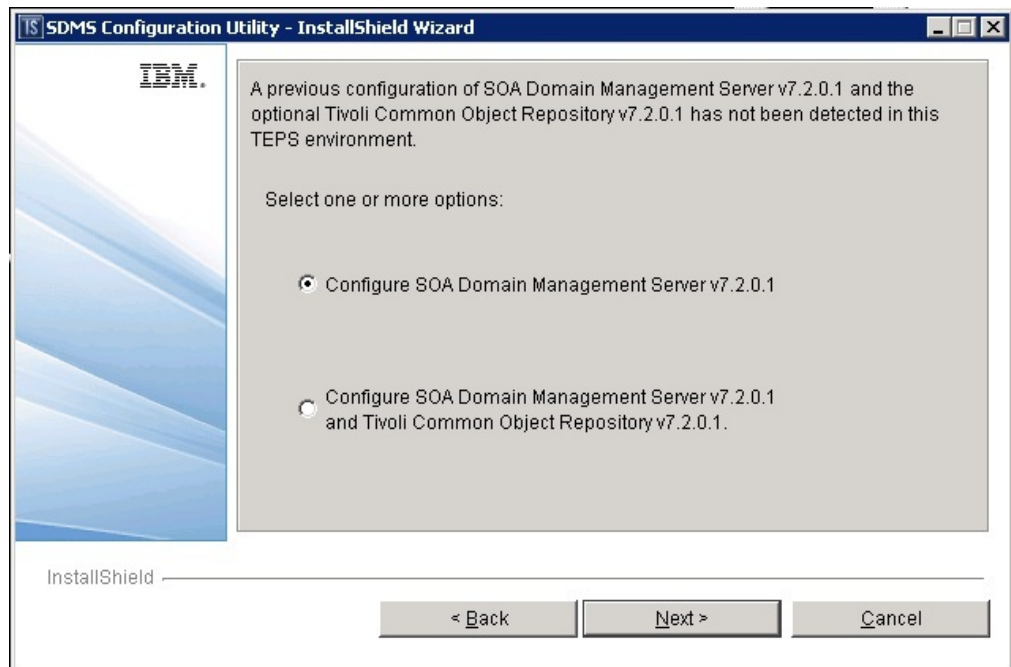 TS SDMS Configuration Utility - InstallShield Wizard
IBM.
A previous configuration of SOA Domain Management Server v7.2.0.1 and the
optional Tivoli Common Object Repository v7.2.0.1 has not been detected in this
TEPS environment.
Select one or more options:
Configure SOA Domain Management Server v7.2.0.1
Configure SOA Domain Management Server v7.2.0.1
and Tivoli Common Object Repository v7.2.0.1.
InstallShield
< Back
Next >
Cancel